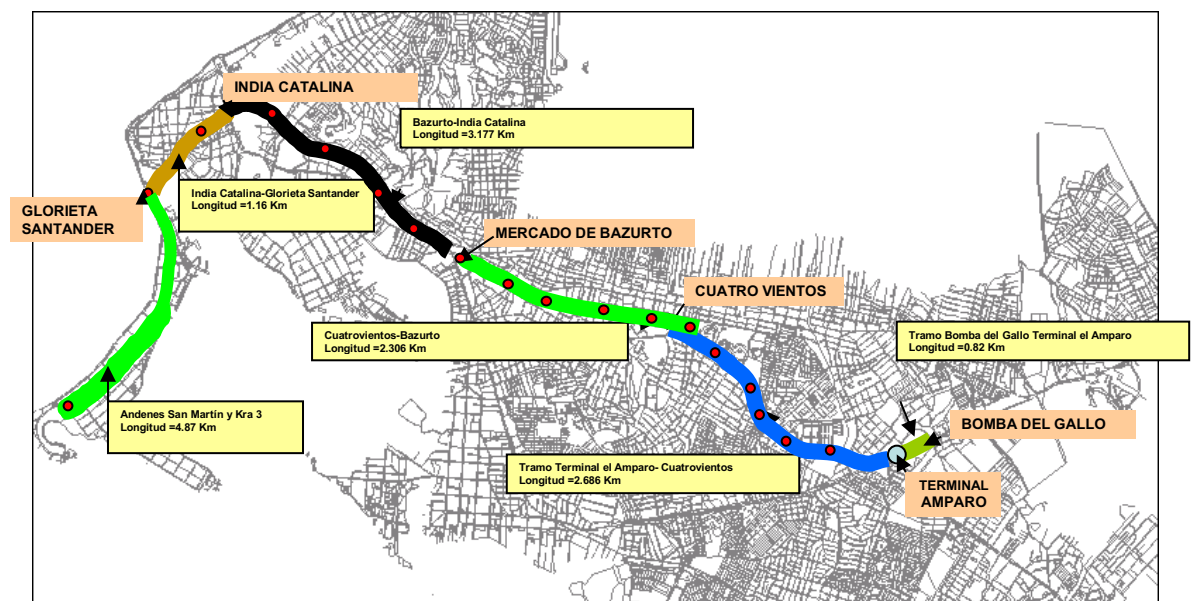 INDIA CATALINA
Bazurto-India Catalina
Longitud =3.177 Km
India Catalina-Glorieta Santander
Longitud =1.16 Km
GLORIETA
SANTANDER
MERCADO DE BAZURTO
CUATRO VIENTOS
Cuatrovientos-Bazurto
Longitud =2.306 Km
Tramo Bomba del Gallo Terminal el Amparo
Longitud =0.82 Km
Andenes San Martín y Kra 3
Longitud =4.87 Km
BOMBA DEL GALLO
Tramo Terminal el Amparo- Cuatrovientos
Longitud =2.686 Km
TERMINAL
AMPARO